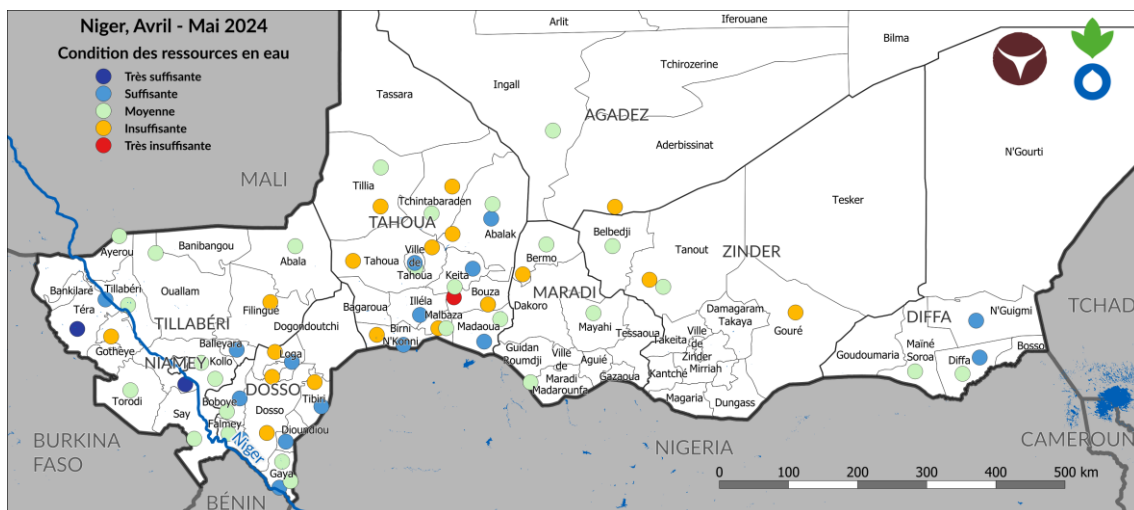 Niger, Avril - Mai 2024
Condition des ressources en eau
Très suffisante
Suffisante
Moyenne
Insuffisante
Très insuffisante
Arlit
Iferouane
Bilma
Tchirozerine
Ingall
Tassara
AGADEZ
Aderbissinat
N'Gourti
MALI
Tillia
Tchintabaraden
TAHOUA
Abalak
Tesker
Belbedji
Tanout
ZINDER
Ayerou
Banibangou
Abala
Ville
de
Tahoua
Tahoua
Keita
Bermo
Bankilaré
Tillabéri
Ouallam
Téra
Filingué
Bagaroua
Illéla
Bouza
Dakoro
MARADI
TCHAD
N'Guigmi
DIFFA
TILLABÉRI
Dogondoutchi
Birni
N'Konni
Malbaza
Madaoua
Mayahi
Tessaoua
Damagaram
Takaya
Gouré
Gothèye
Balleyara
Loga
Guidan
Roumdji
Ville
de
Maradi
Madarounfa
Aguié
Gazaoua
Takeita
Ville
de
Zinder
Mirriah
Kantché
Magaria
Dungass
Goudoumaria
Maïné
Soroa
Diffa
Bosso
NIAMEY
Kollo
DOSSO
Torodi
Say
Boboye
Dosso
Tibiri
Falmey
Dioundiou
Niger
Gaya
BURKINA
FASO
BÉNIN
NIGERIA
CAMEROUN
0 100 200 300 400 500 km